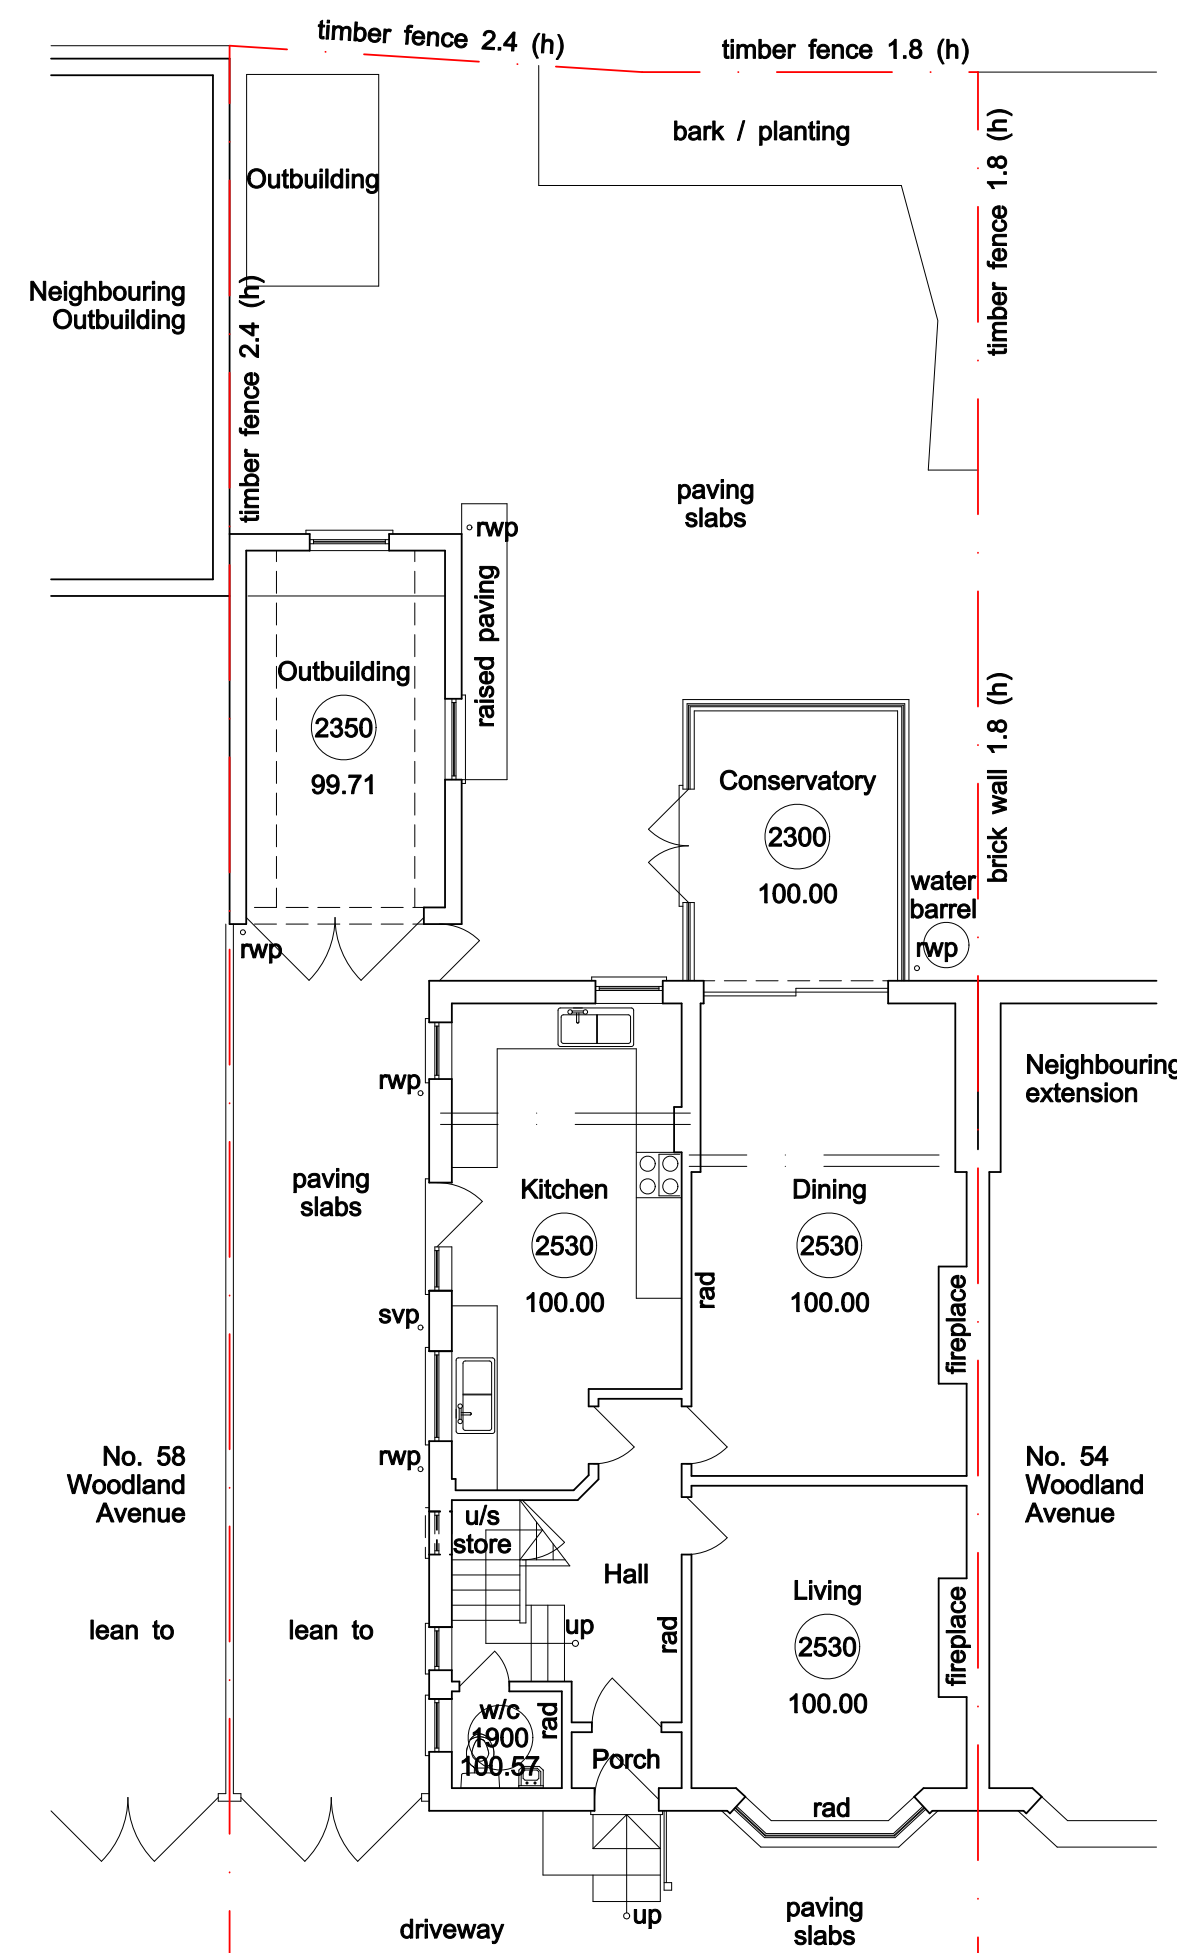 timber fence 2.4 (h)
timber fence 1.8 (h)
bark / planting
timber fence 1.8 (h)
Outbuilding
Neighbouring
Outbuilding
timber fence 2.4 (h)
paving
slabs
rwp
raised paving
Outbuilding
2350
99.71
brick wall 1.8 (h)
Conservatory
2300
100.00
water
barrel
rwp
rwp
Neighbouring
extension
rwp
paving
slabs
Kitchen
2530
100.00
Dining
2530
100.00
rad
fireplace
svp
No. 58
Woodland
Avenue
rwp
No. 54
Woodland
Avenue
u/s
store
Hall
Living
2530
100.00
fireplace
lean to
lean to
up
rad
w/c
1900
100.57
rad
Porch
rad
up
driveway
paving
slabs